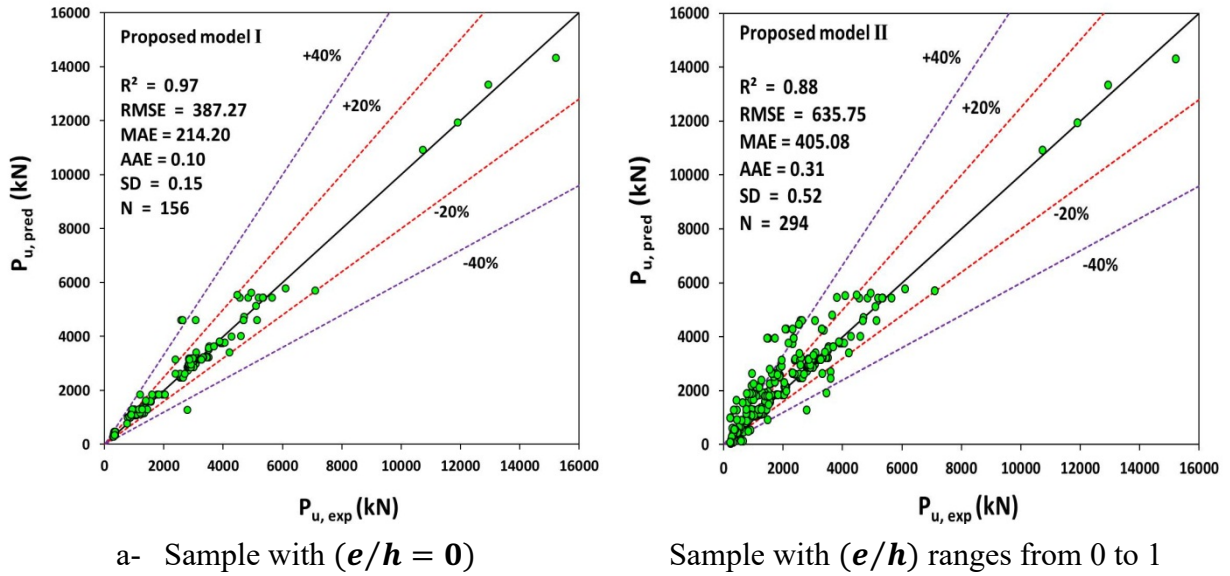 Proposed model I
R² = 0.97
RMSE = 387.27
MAE = 214.20
AAE = 0.10
SD = 0.15
N = 156
+40%
+20%
-20%
-40%
16000
14000
12000
10000
8000
6000
4000
2000
0
0 2000 4000 6000 8000 10000 12000 14000 16000
P_u, pred (kN)
P_u, exp (kN)
a- Sample with (e/h = 0)
Proposed model II
R² = 0.88
RMSE = 635.75
MAE = 405.08
AAE = 0.31
SD = 0.52
N = 294
+40%
+20%
-20%
-40%
16000
14000
12000
10000
8000
6000
4000
2000
0
0 2000 4000 6000 8000 10000 12000 14000 16000
P_u, pred (kN)
P_u, exp (kN)
Sample with (e/h) ranges from 0 to 1